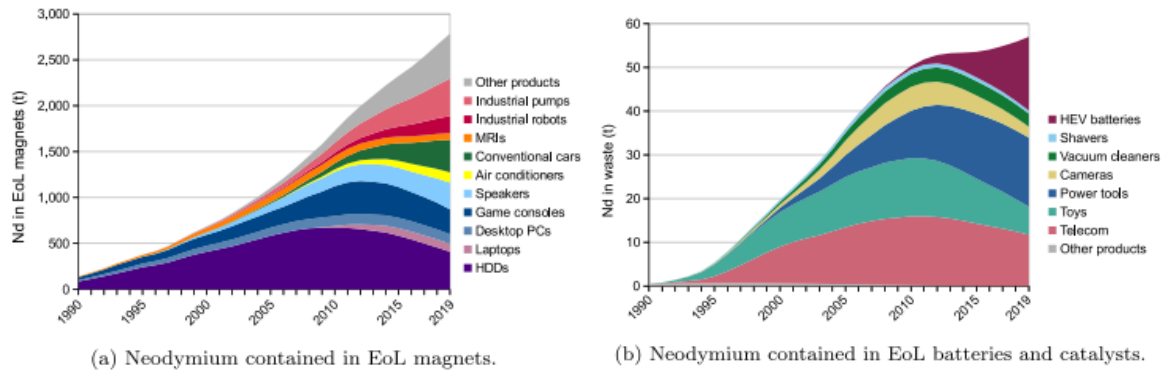 3,000
2,500
2,000
1,500
1,000
500
0
Nd in EoL magnets (t)
1990
1995
2000
2005
2010
2015
2019
Other products
Industrial pumps
Industrial robots
MRIs
Conventional cars
Air conditioners
Speakers
Game consoles
Desktop PCs
Laptops
HDDs
(a) Neodymium contained in EoL magnets.
60
50
40
30
20
10
0
Nd in waste (t)
1990
1995
2000
2005
2010
2019
HEV batteries
Shavers
Vacuum cleaners
Cameras
Power tools
Toys
Telecom
Other products
(b) Neodymium contained in EoL batteries and catalysts.